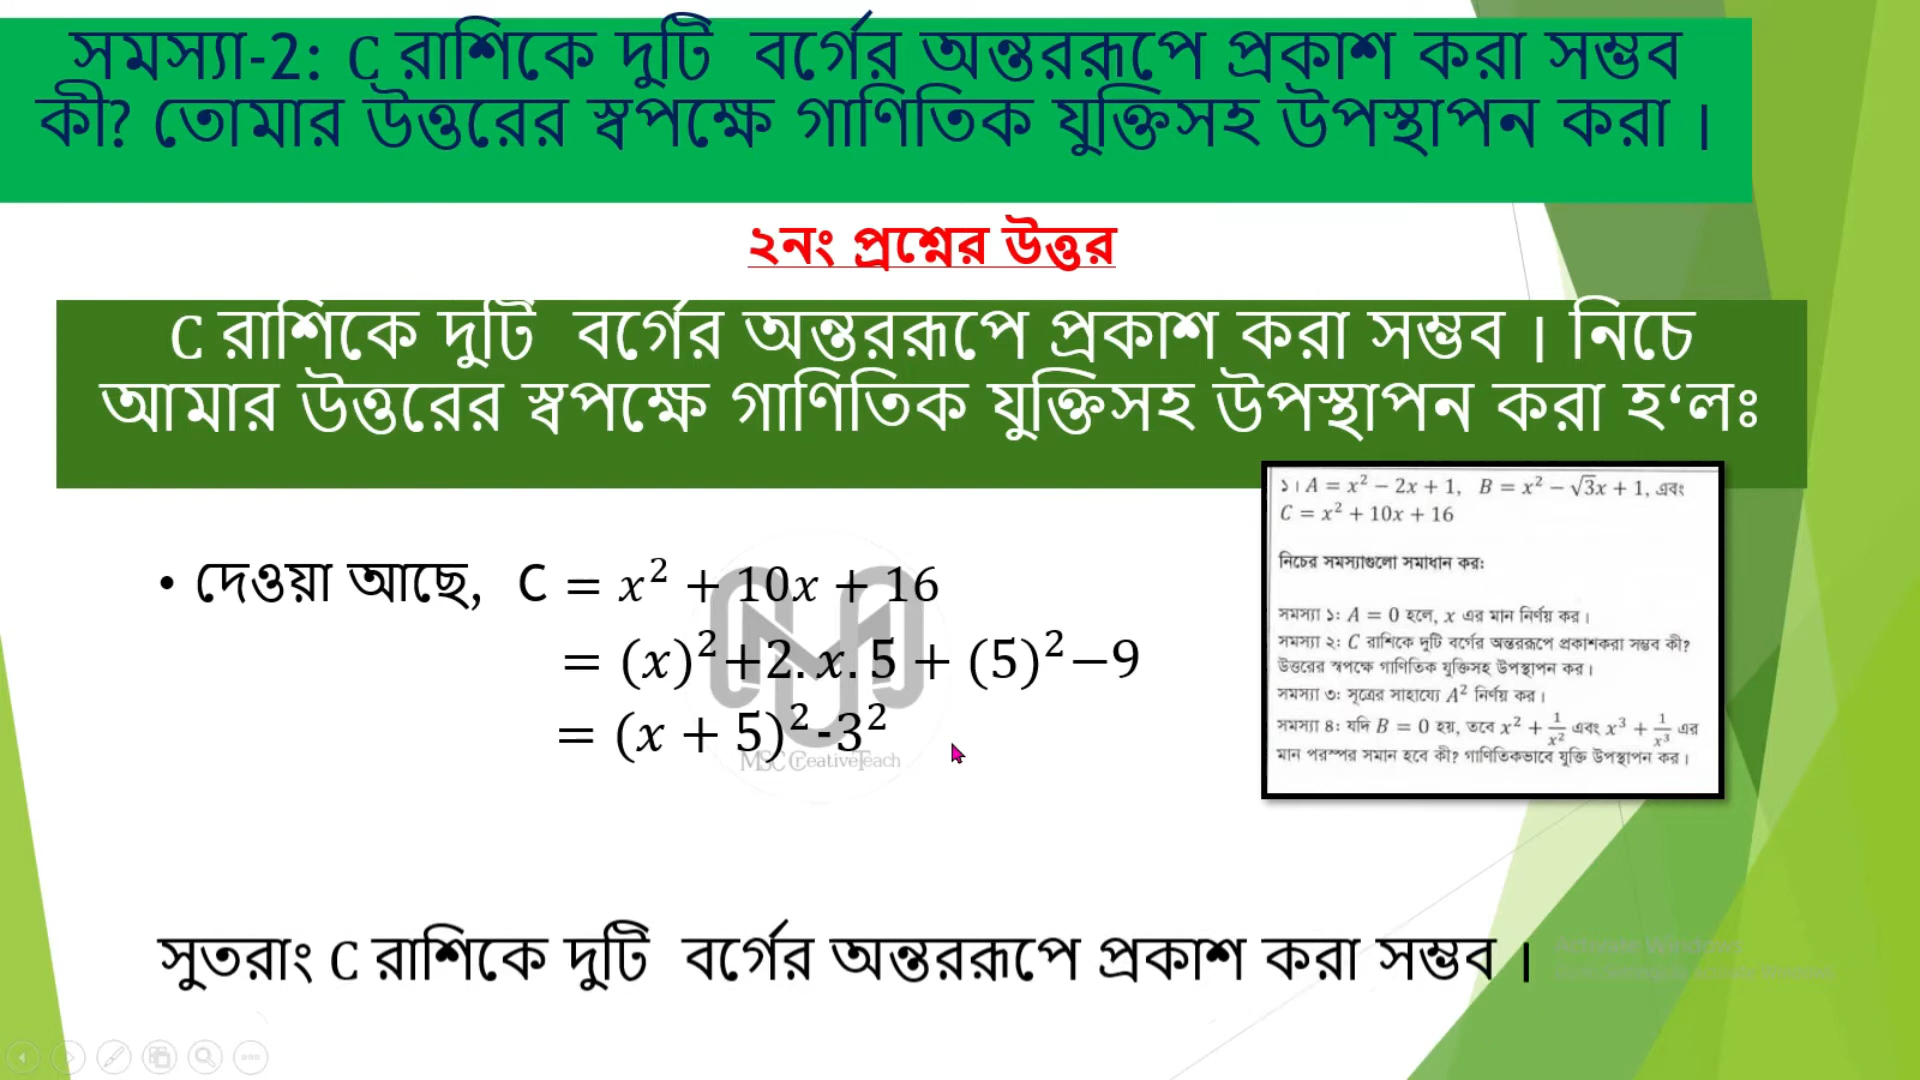 সমস্যা-2: C রাশিকে দুটি বর্গের অন্তররূপে প্রকাশ করা সম্ভব
কী? তোমার উত্তরের স্বপক্ষে গাণিতিক যুক্তিসহ উপস্থাপন করা।
২নং প্রশ্নের উত্তর
C রাশিকে দুটি বর্গের অন্তররূপে প্রকাশ করা সম্ভব। নিচে
আমার উত্তরের স্বপক্ষে গাণিতিক যুক্তিসহ উপস্থাপন করা হ‘লঃ
১। A = x² − 2x + 1, B = x² − √3x + 1, এবং
C = x² + 10x + 16
নিচের সমস্যাগুলো সমাধান কর:
সমস্যা ১: A = 0 হলে, x এর মান নির্ণয় কর।
সমস্যা ২: C রাশিকে দুটি বর্গের অন্তররূপে প্রকাশকরা সম্ভব কী?
উত্তরের স্বপক্ষে গাণিতিক যুক্তিসহ উপস্থাপন কর।
সমস্যা ৩: সূত্রের সাহায্যে A² নির্ণয় কর।
সমস্যা 8: যদি B = 0 হয়, তবে x² + 1/x² এবং x³ + 1/x³ এর
মান পরস্পর সমান হবে কী? গাণিতিকভাবে যুক্তি উপস্থাপন কর।
• দেওয়া আছে, C = x² + 10x + 16
= (x)²+2.x.5 + (5)²−9
= (x + 5)²-3²
MSC CreativeTeach
সুতরাং C রাশিকে দুটি বর্গের অন্তররূপে প্রকাশ করা সম্ভব।
Activate Windows